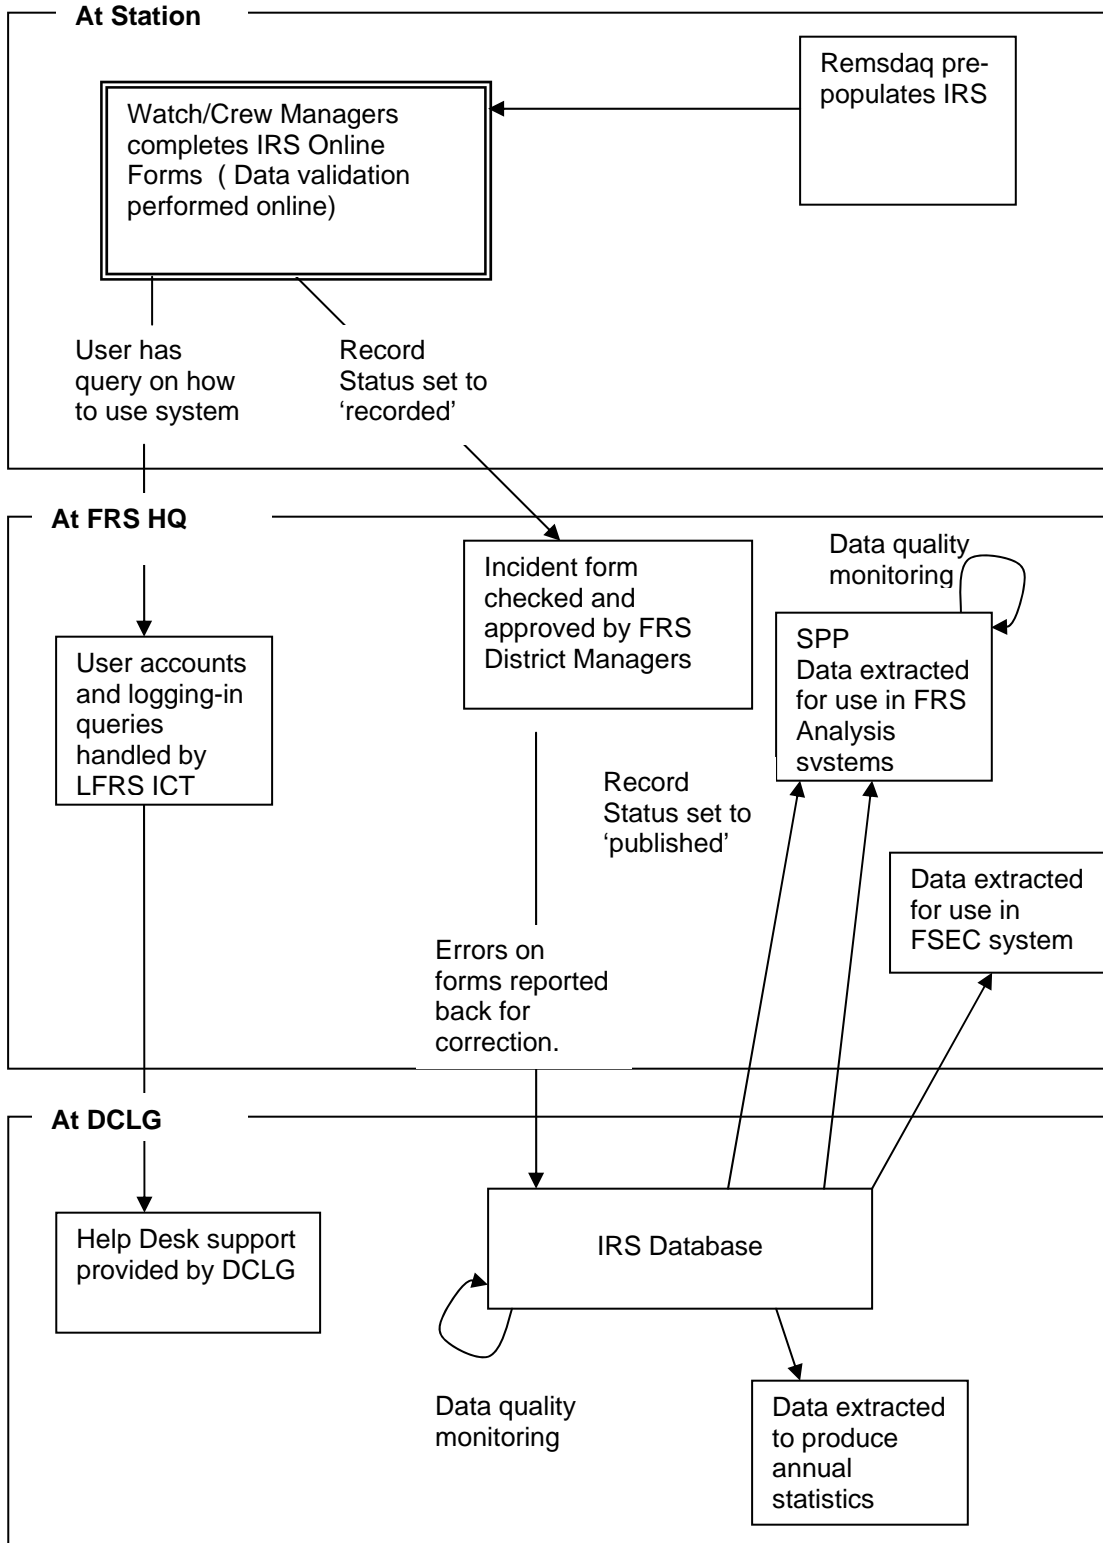 At Station
Remsdaq pre-
populates IRS
Watch/Crew Managers
completes IRS Online
Forms ( Data validation
performed online)
User has
query on how
to use system
Record
Status set to
‘recorded’
At FRS HQ
Incident form
checked and
approved by FRS
District Managers
Data quality
monitoring
User accounts
and logging-in
queries
handled by
LFRS ICT
SPP
Data extracted
for use in FRS
Analysis
systems
Record
Status set to
‘published’
Data extracted
for use in
FSEC system
Errors on
forms reported
back for
correction.
At DCLG
Help Desk support
provided by DCLG
IRS Database
Data quality
monitoring
Data extracted
to produce
annual
statistics